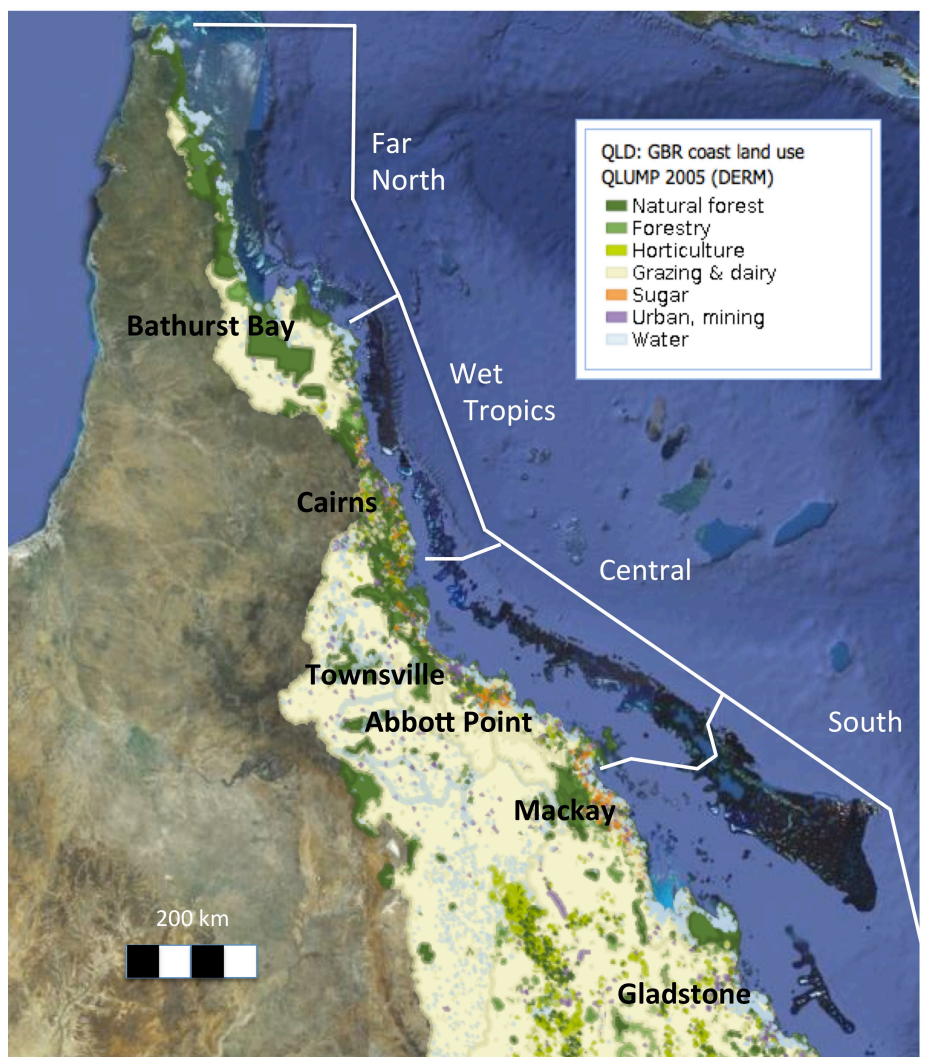 Far
North
QLD: GBR coast land use
QLUMP 2005 (DERM)
Natural forest
Forestry
Horticulture
Grazing & dairy
Sugar
Urban, mining
Water
Bathurst Bay
Wet
Tropics
Cairns
Central
Townsville
Abbott Point
South
Mackay
200 km
Gladstone